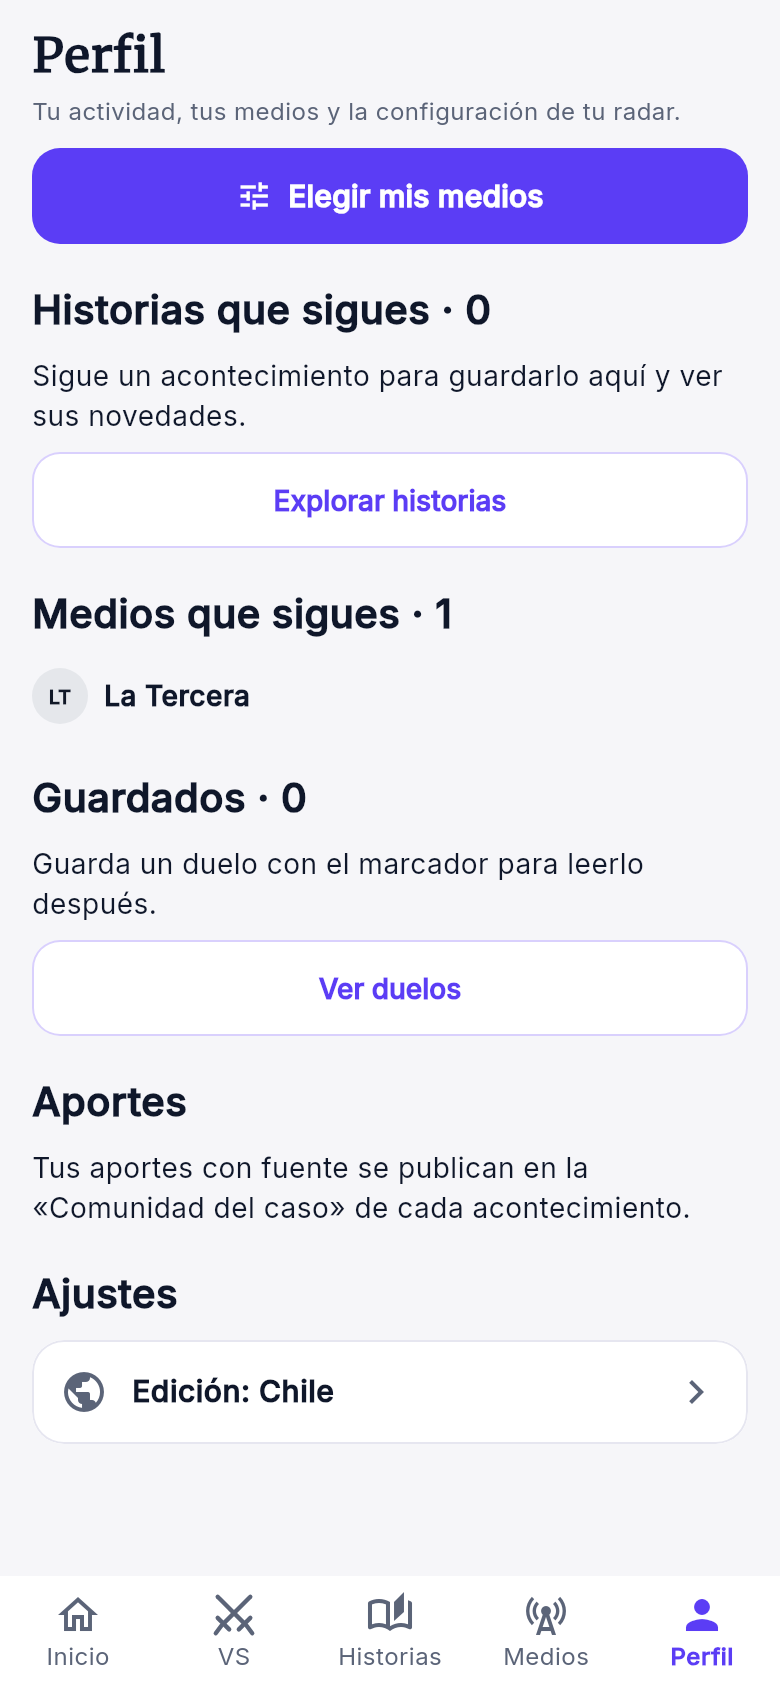 Perfil
Tu actividad, tus medios y la configuración de tu radar.
Elegir mis medios
Historias que sigues · 0
Sigue un acontecimiento para guardarlo aquí y ver
sus novedades.
Explorar historias
Medios que sigues · 1
LT La Tercera
Guardados · 0
Guarda un duelo con el marcador para leerlo
después.
Ver duelos
Aportes
Tus aportes con fuente se publican en la
«Comunidad del caso» de cada acontecimiento.
Ajustes
Edición: Chile
Inicio VS Historias Medios Perfil